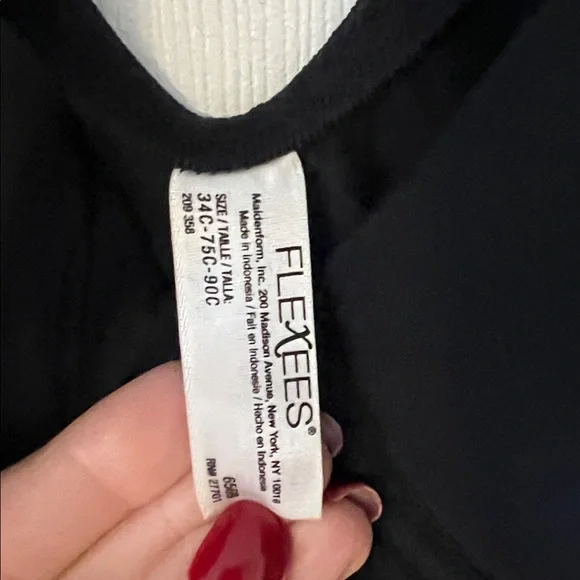 FLEXEES®
Maidenform, Inc. 200 Madison Avenue, New York, NY 10016
Made in Indonesia / Fait en Indonesie / Hecho en Indonesia
SIZE / TAILLE / TALLA:
34C-75C-90C
209 358
RN# 27701